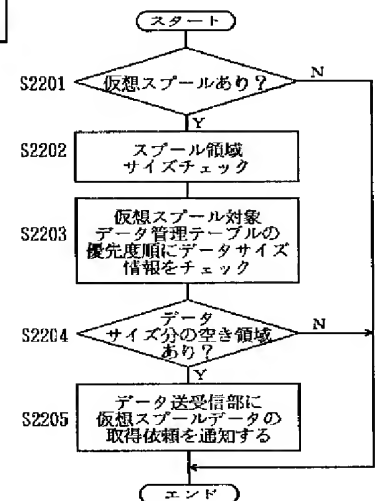 スタート
S2201
仮想スプールあり？
N
Y
S2202
スプール領域
サイズチェック
S2203
仮想スプール対象
データ管理テーブルの
優先度順にデータサイズ
情報をチェック
S2204
データ
サイズ分の空き領域
あり？
N
Y
S2205
データ送受信部に
仮想スプールデータの
取得依頼を通知する
エンド